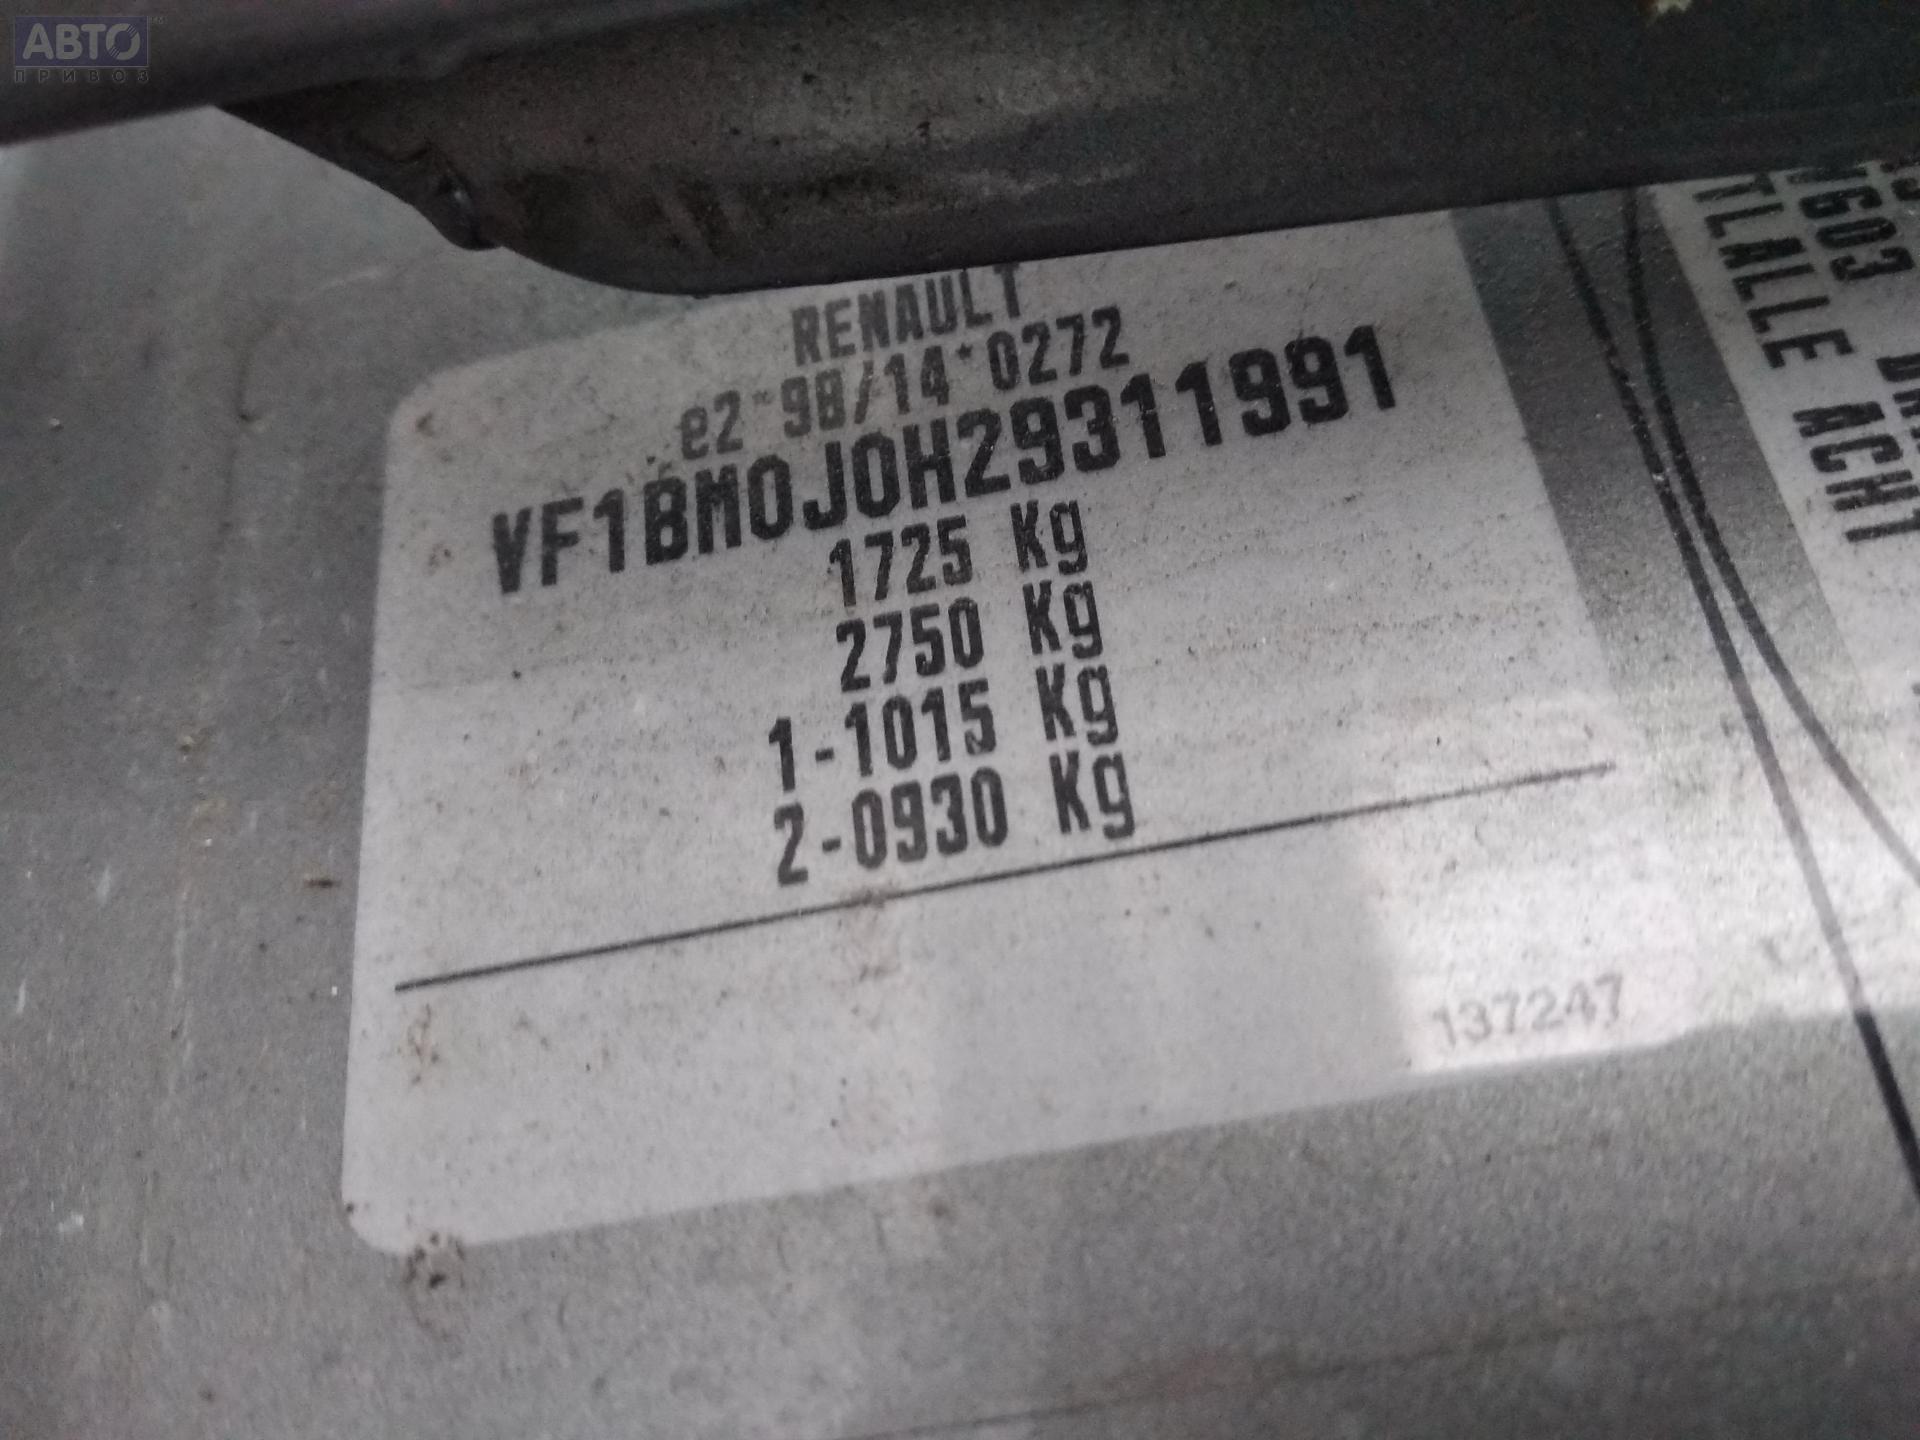 АВТО
ПРИВОЗ
RENAULT
e2*98/14*0272
VF1BM0J0H29311991
1725 Kg
2750 Kg
1-1015 Kg
2-0930 Kg
137247
V603
TLALLE ACHT